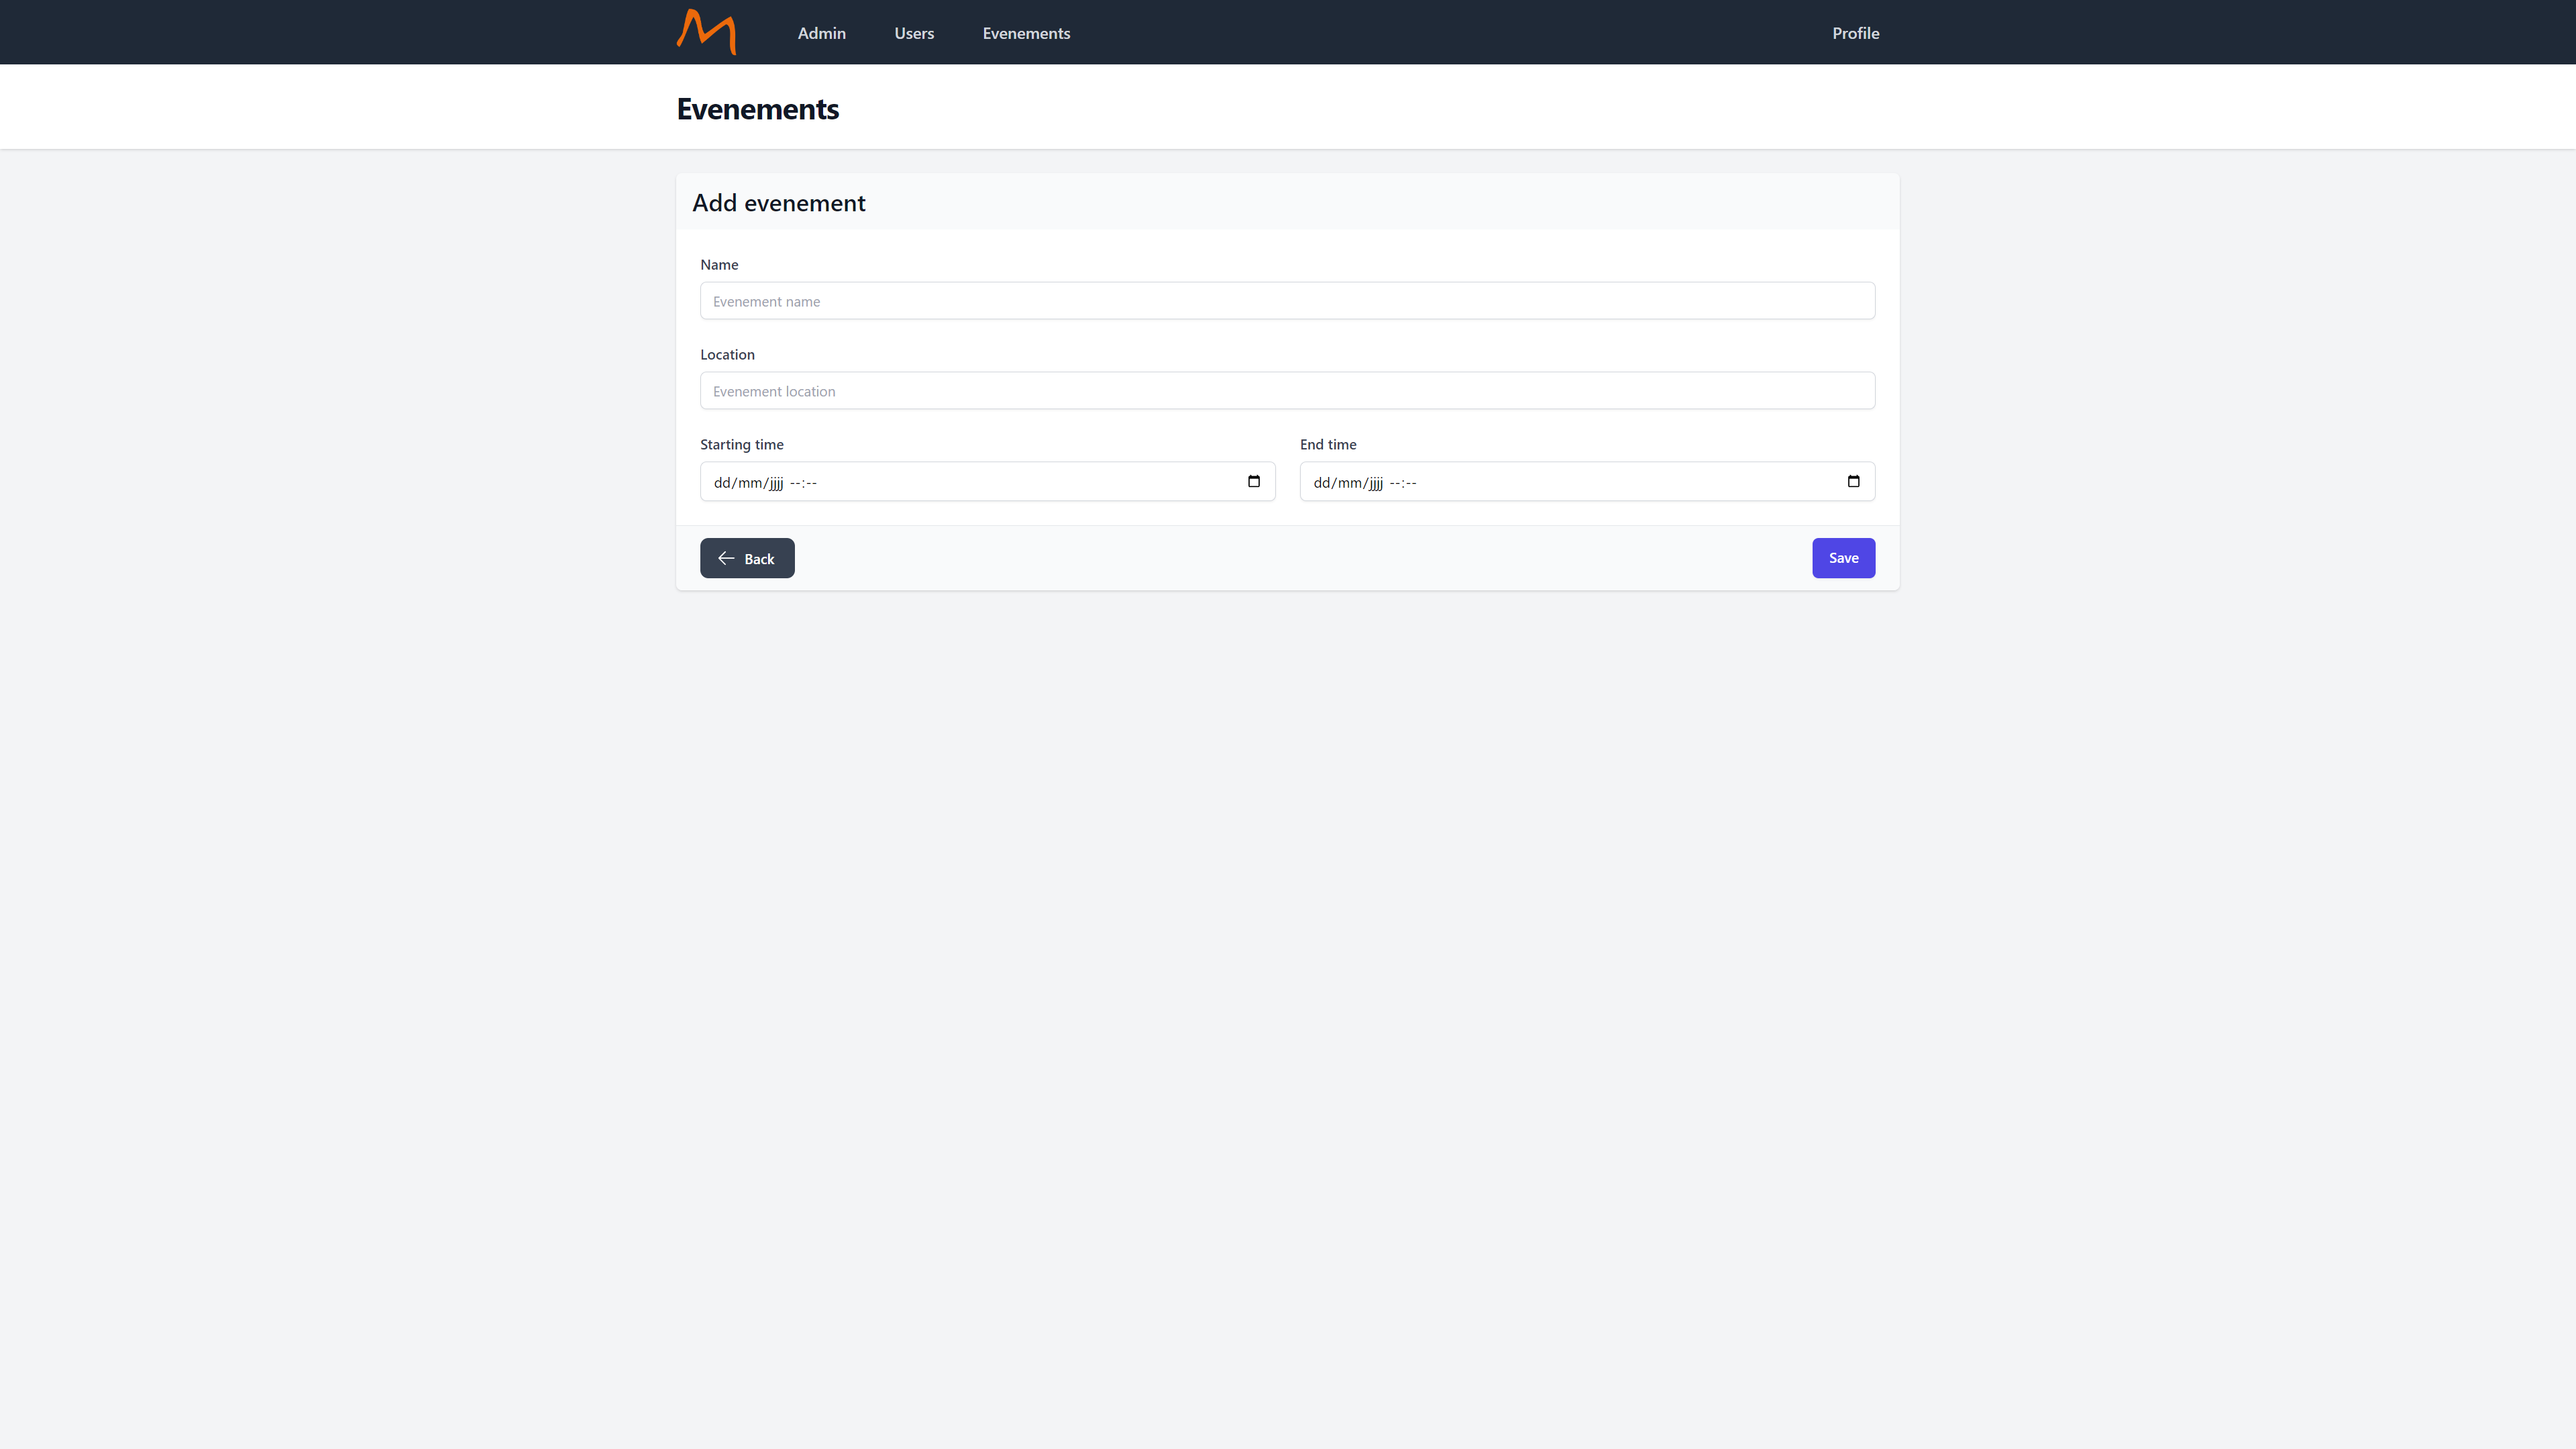 Admin Users Evenements Profile
Evenements
Add evenement
Name
Evenement name
Location
Evenement location
Starting time End time
dd/mm/jjjj --:-- dd/mm/jjjj --:--
Back Save